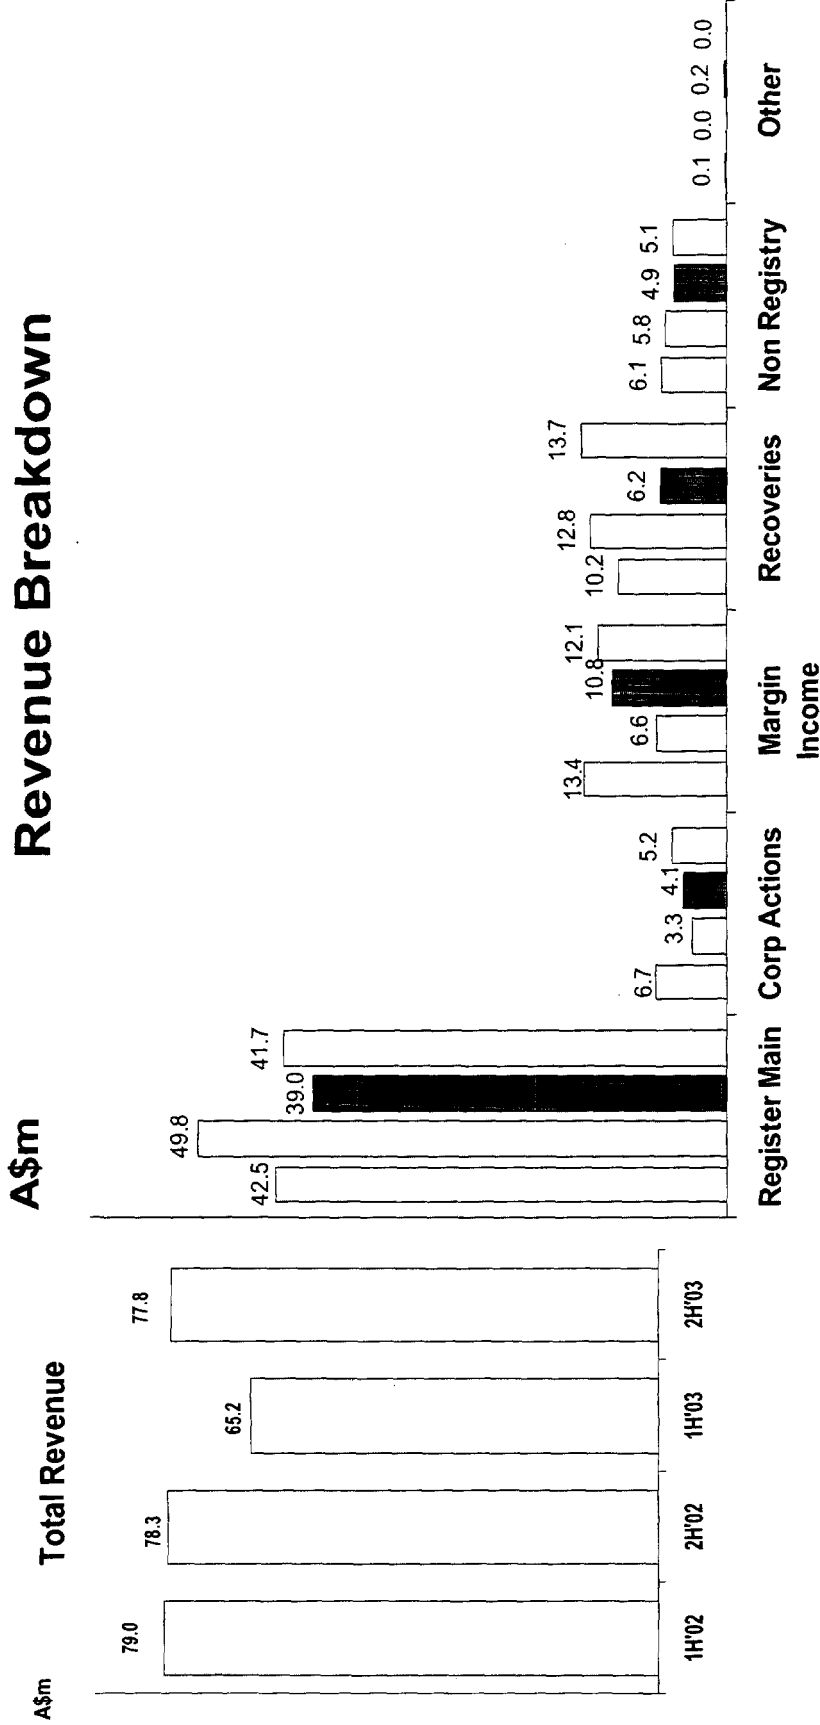 Revenue Breakdown
A$m
Total Revenue
A$m
79.0
78.3
65.2
77.8
1H'02
2H'02
1H'03
2H'03
A$m
42.5
49.8
39.0
41.7
6.7
3.3
4.1
5.2
13.4
6.6
10.8
12.1
10.2
12.8
6.2
13.7
6.1
5.8
4.9
5.1
0.1
0.0
0.2
0.0
Register Main
Corp Actions
Margin
Income
Recoveries
Non Registry
Other